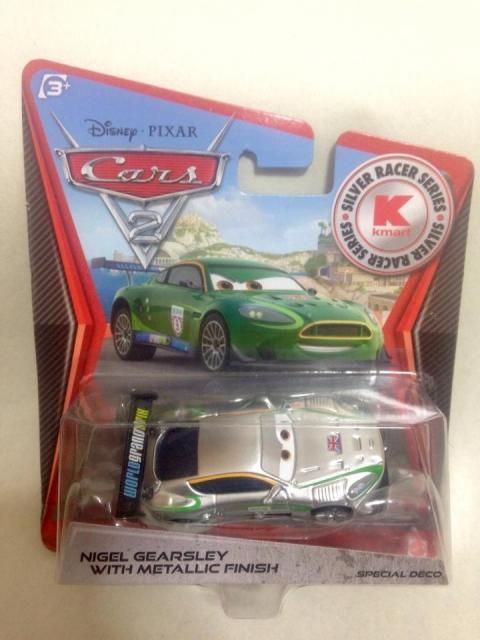 3+
DISNEY · PIXAR
Cars
2
SILVER RACER SERIES • SILVER RACER SERIES •
K
kmart
WORLD GRAND PRIX
NIGEL GEARSLEY
WITH METALLIC FINISH
SPECIAL DECO